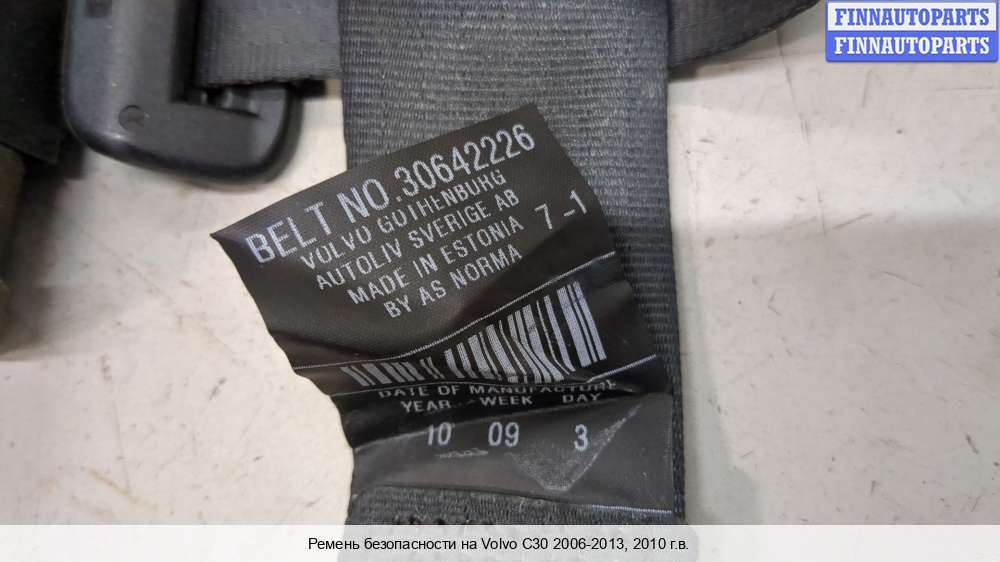 FINNAUTOPARTS
FINNAUTOPARTS
BELT NO.30642226
VOLVO GOTHENBURG
AUTOLIV SVERIGE AB
MADE IN ESTONIA 7-1
BY AS NORMA
DATE OF MANUFACTURE
YEAR WEEK DAY
10 09 3
Ремень безопасности на Volvo C30 2006-2013, 2010 г.в.